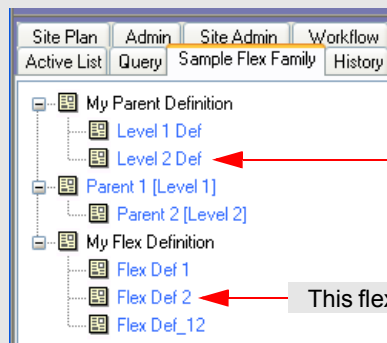 Site Plan Admin Site Admin Workflow
Active List Query Sample Flex Family History
My Parent Definition
Level 1 Def
Level 2 Def
Parent 1 [Level 1]
Parent 2 [Level 2]
My Flex Definition
Flex Def 1
Flex Def 2 This flex
Flex Def_12